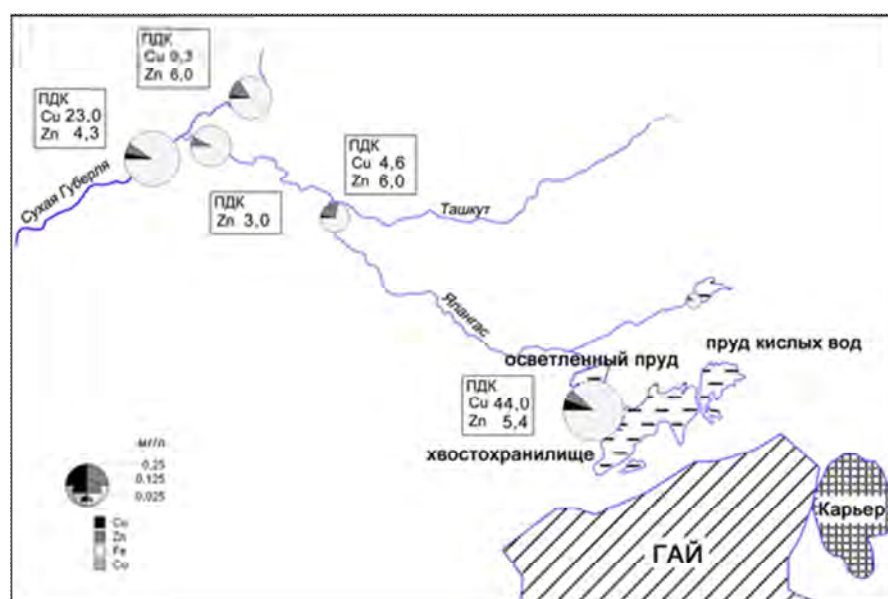 ПДК
Cu 0,3
Zn 6,0
ПДК
Cu 23,0
Zn 4,3
ПДК
Cu 4,6
Zn 6,0
Сухая Губерля
ПДК
Zn 3,0
Ташкут
Ялангас
пруд кислых вод
осветленный пруд
ПДК
Cu 44,0
Zn 5,4
хвостохранилище
мг/л
0,25
0,125
0,025
Cu
Zn
Fe
Карьер
ГАЙ